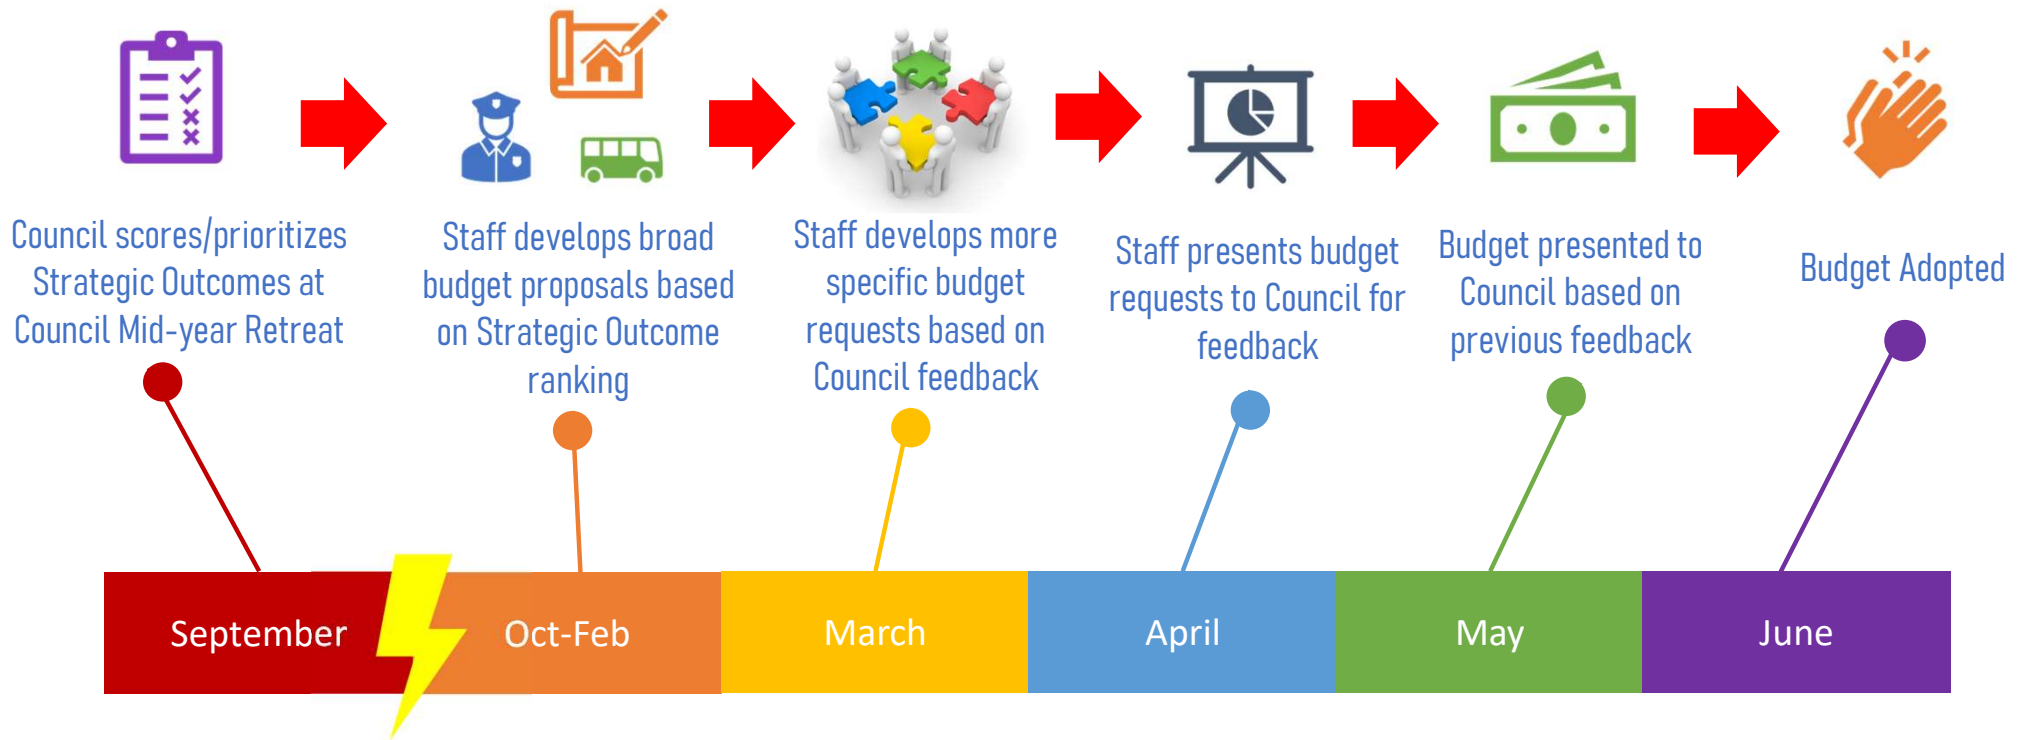 Council scores/prioritizes
Strategic Outcomes at
Council Mid-year Retreat
Staff develops broad
budget proposals based
on Strategic Outcome
ranking
Staff develops more
specific budget
requests based on
Council feedback
Staff presents budget
requests to Council for
feedback
Budget presented to
Council based on
previous feedback
Budget Adopted
September
Oct-Feb
March
April
May
June